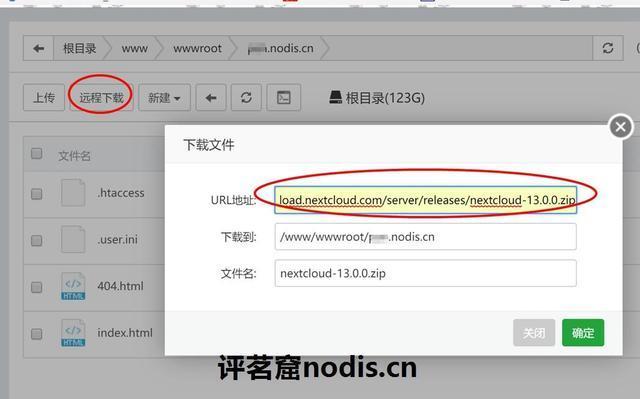 根目录 www wwwroot .nodis.cn
上传 远程下载 新建 根目录(123G)
下载文件
文件名
URL地址: load.nextcloud.com/server/releases/nextcloud-13.0.0.zip
.htaccess
.user.ini
下载到: /www/wwwroot/ .nodis.cn
404.html
HTML
文件名: nextcloud-13.0.0.zip
index.html
HTML
关闭 确定
评茗窟nodis.cn